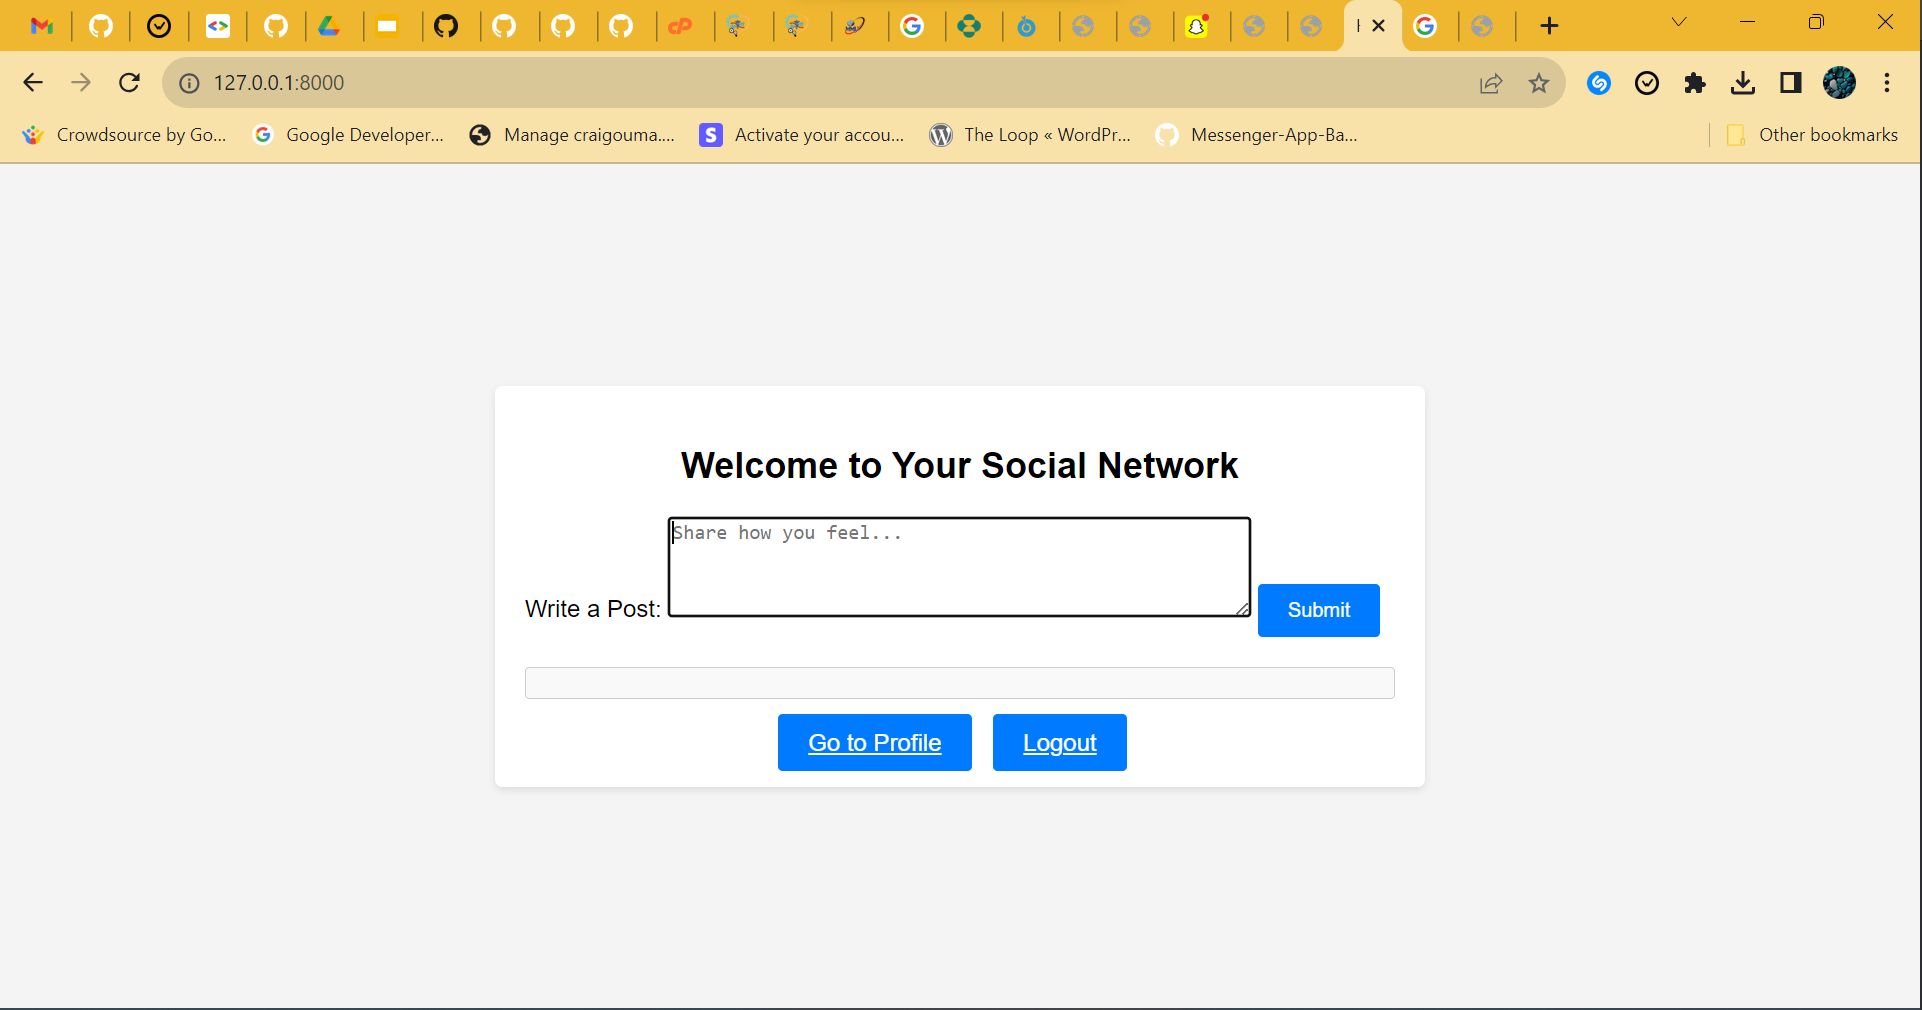 127.0.0.1:8000
Crowdsource by Go... Google Developer... Manage craigouma.... S Activate your accou... The Loop « WordPr... Messenger-App-Ba... Other bookmarks
Welcome to Your Social Network
Write a Post: Share how you feel... Submit
Go to Profile Logout